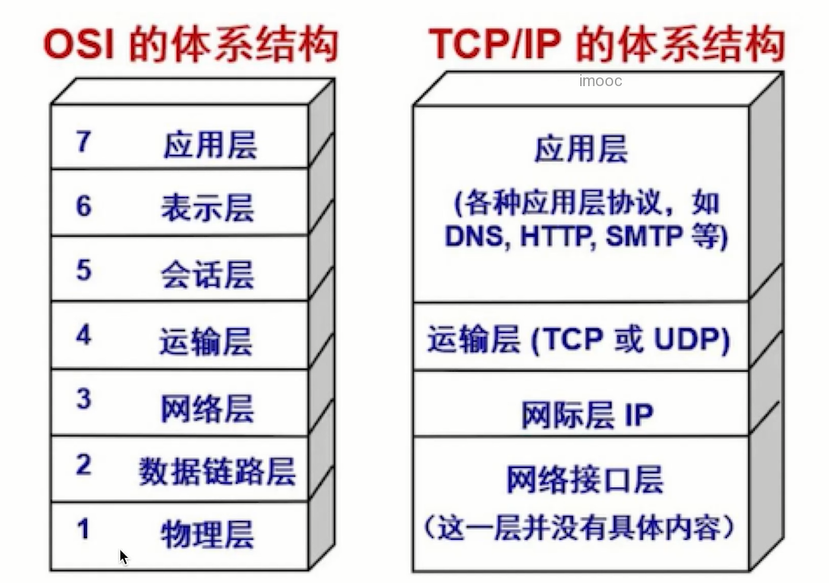 OSI 的体系结构
7 应用层
6 表示层
5 会话层
4 运输层
3 网络层
2 数据链路层
1 物理层
TCP/IP 的体系结构
imooc
应用层
(各种应用层协议，如
DNS, HTTP, SMTP 等)
运输层 (TCP 或 UDP)
网际层 IP
网络接口层
（这一层并没有具体内容）